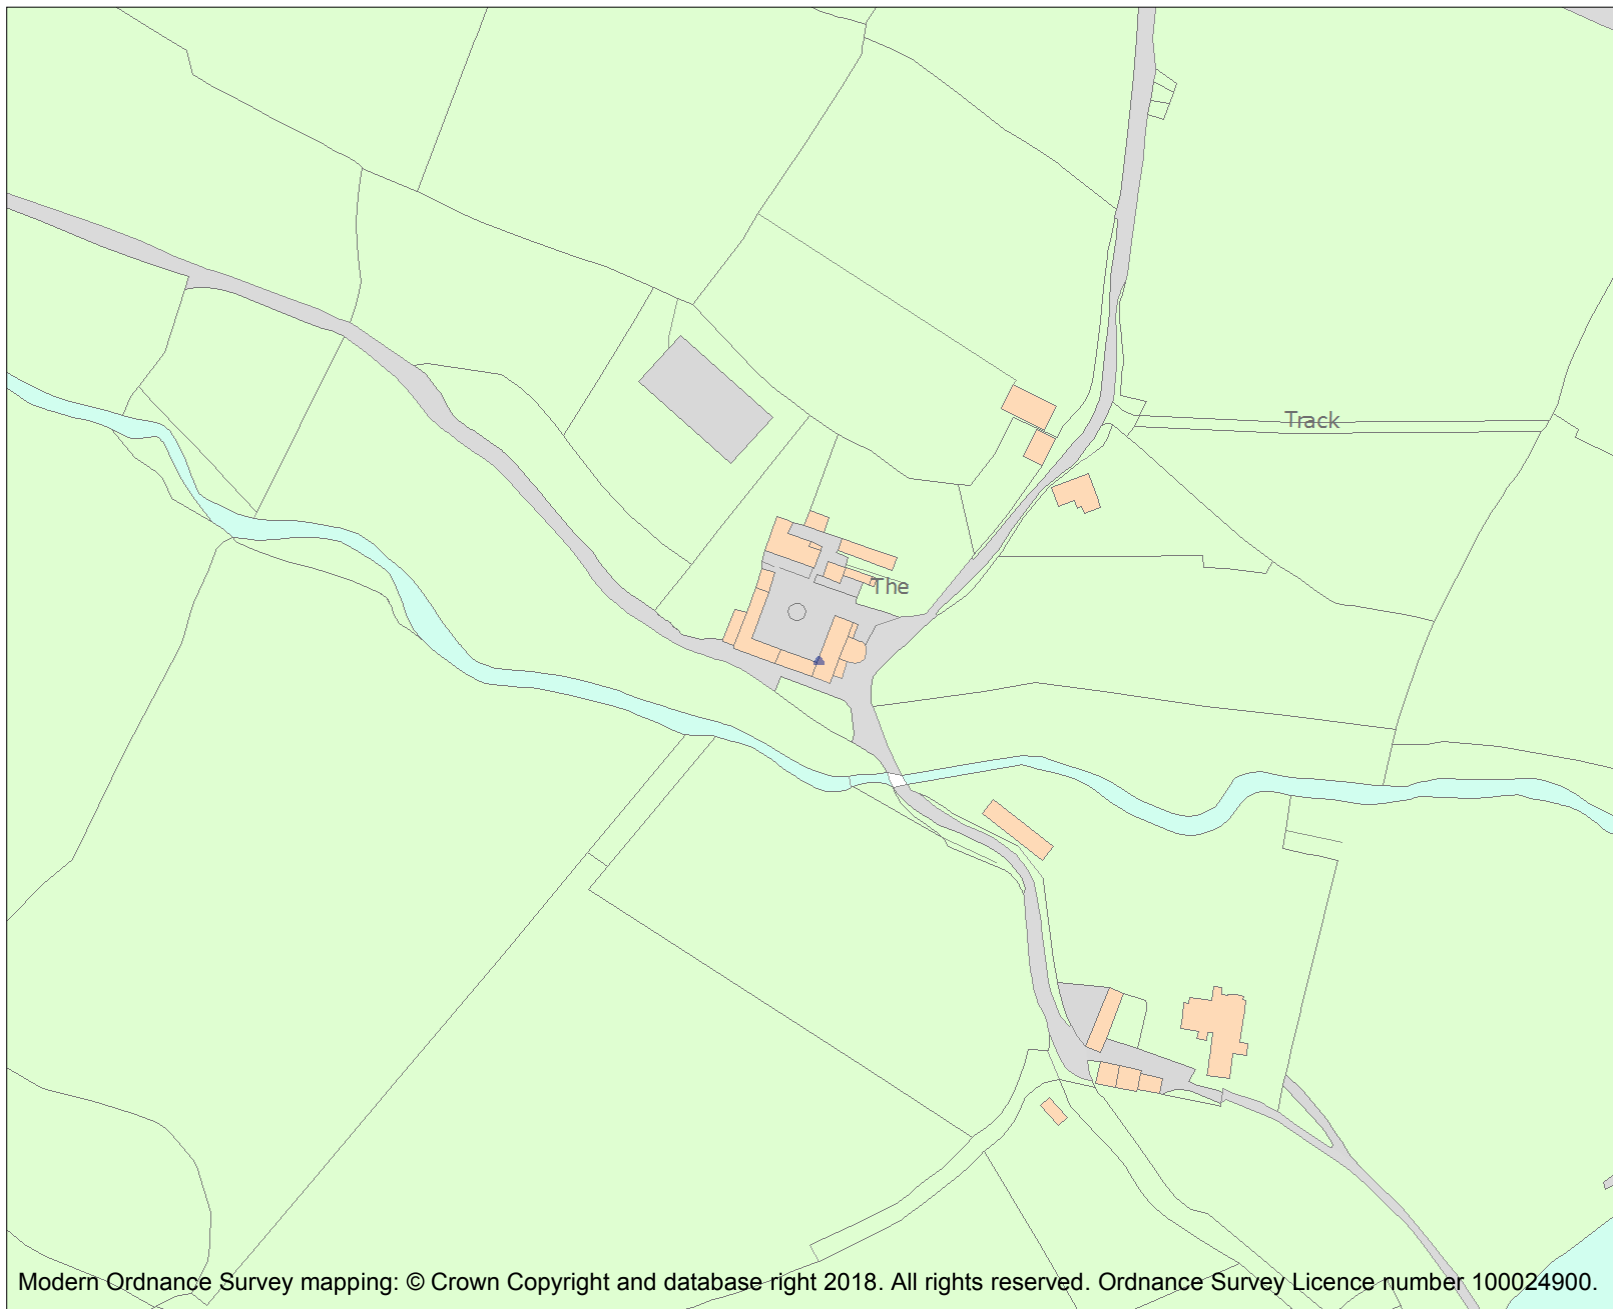 Track
The
Modern Ordnance Survey mapping: © Crown Copyright and database right 2018. All rights reserved. Ordnance Survey Licence number 100024900.